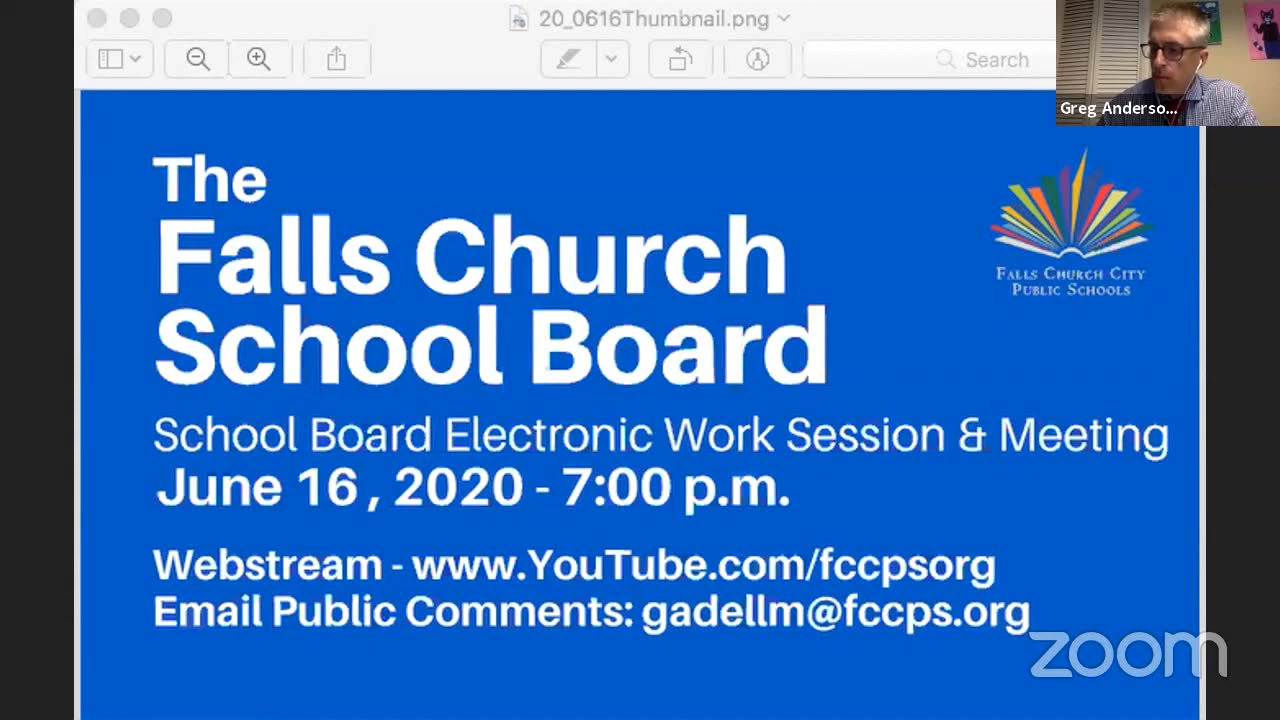 20_0616Thumbnail.png
Search
Greg Anderso...
The
Falls Church
School Board
FALLS CHURCH CITY
PUBLIC SCHOOLS
School Board Electronic Work Session & Meeting
June 16 , 2020 - 7:00 p.m.
Webstream - www.YouTube.com/fccpsorg
Email Public Comments: gadellm@fccps.org
zoom